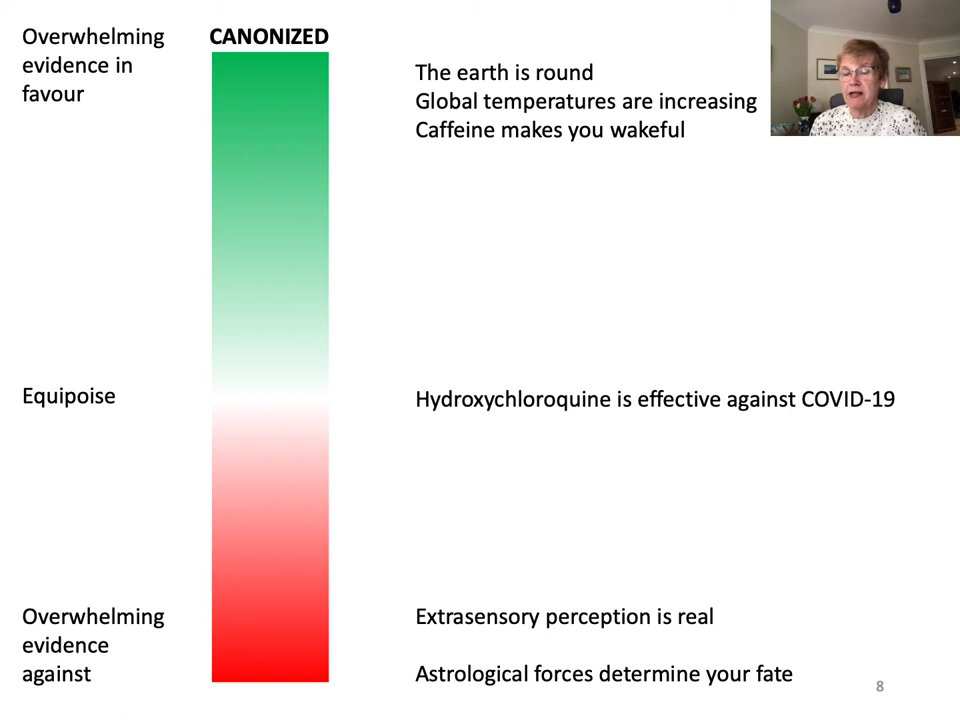 Overwhelming
evidence in
favour
CANONIZED
The earth is round
Global temperatures are increasing
Caffeine makes you wakeful
Equipoise
Hydroxychloroquine is effective against COVID-19
Overwhelming
evidence
against
Extrasensory perception is real
Astrological forces determine your fate
8